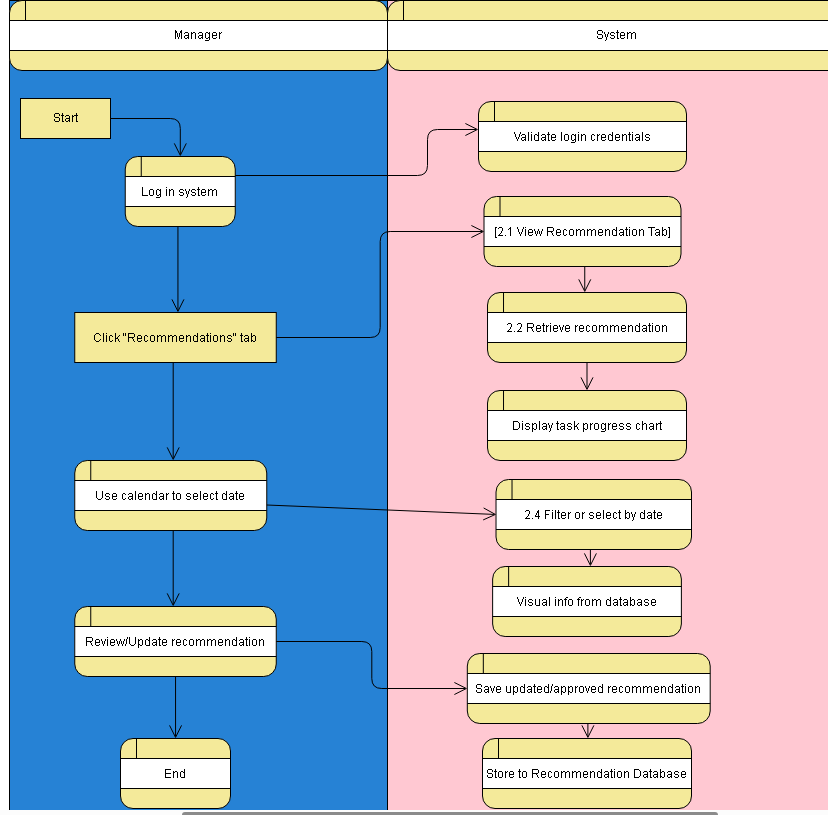 Manager
System
Start
Validate login credentials
Log in system
[2.1 View Recommendation Tab]
2.2 Retrieve recommendation
Click "Recommendations" tab
Display task progress chart
Use calendar to select date
2.4 Filter or select by date
Visual info from database
Review/Update recommendation
Save updated/approved recommendation
End
Store to Recommendation Database